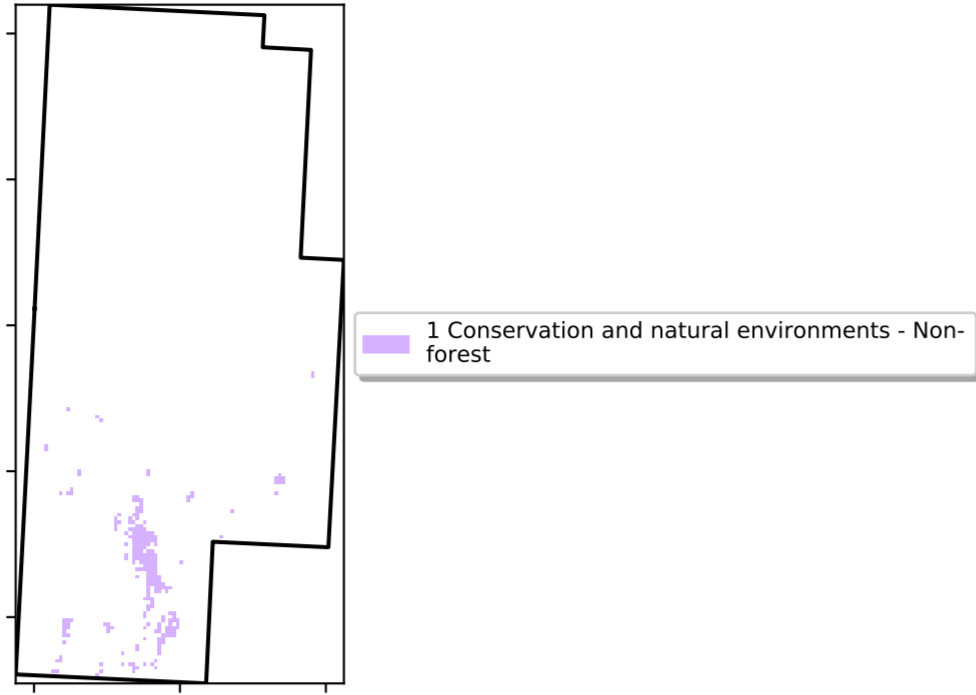 1 Conservation and natural environments - Non-
forest